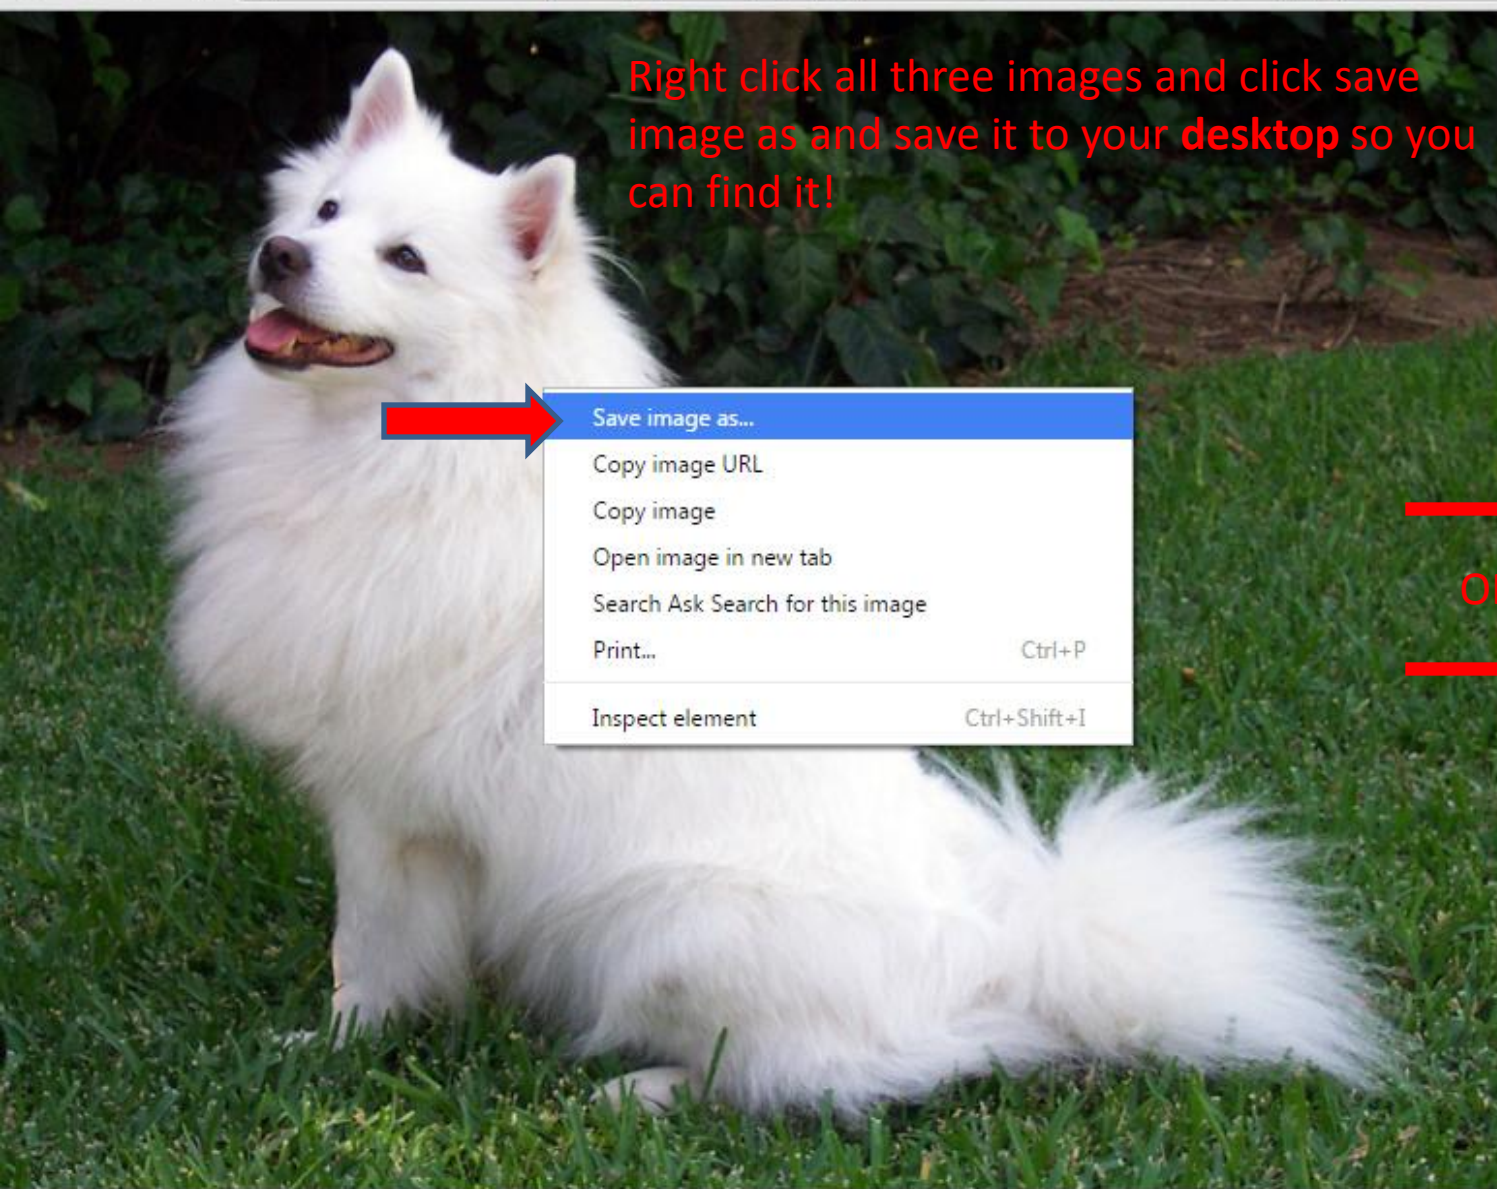 Right click all three images and click save
image as and save it to your desktop so you
can find it!
Save image as...
Copy image URL
Copy image
Open image in new tab
Search Ask Search for this image
Print... Ctrl+P
Inspect element Ctrl+Shift+I